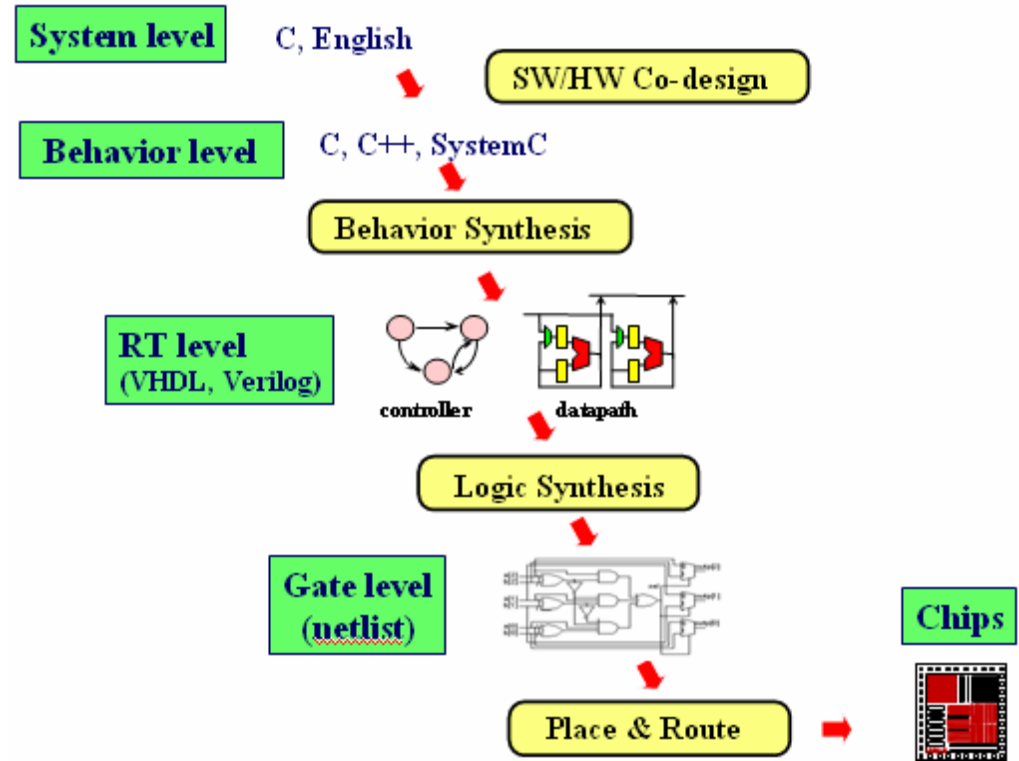 System level
C, English
SW/HW Co-design
Behavior level
C, C++, SystemC
Behavior Synthesis
RT level
(VHDL, Verilog)
controller
datapath
Logic Synthesis
Gate level
(netlist)
Chips
Place & Route